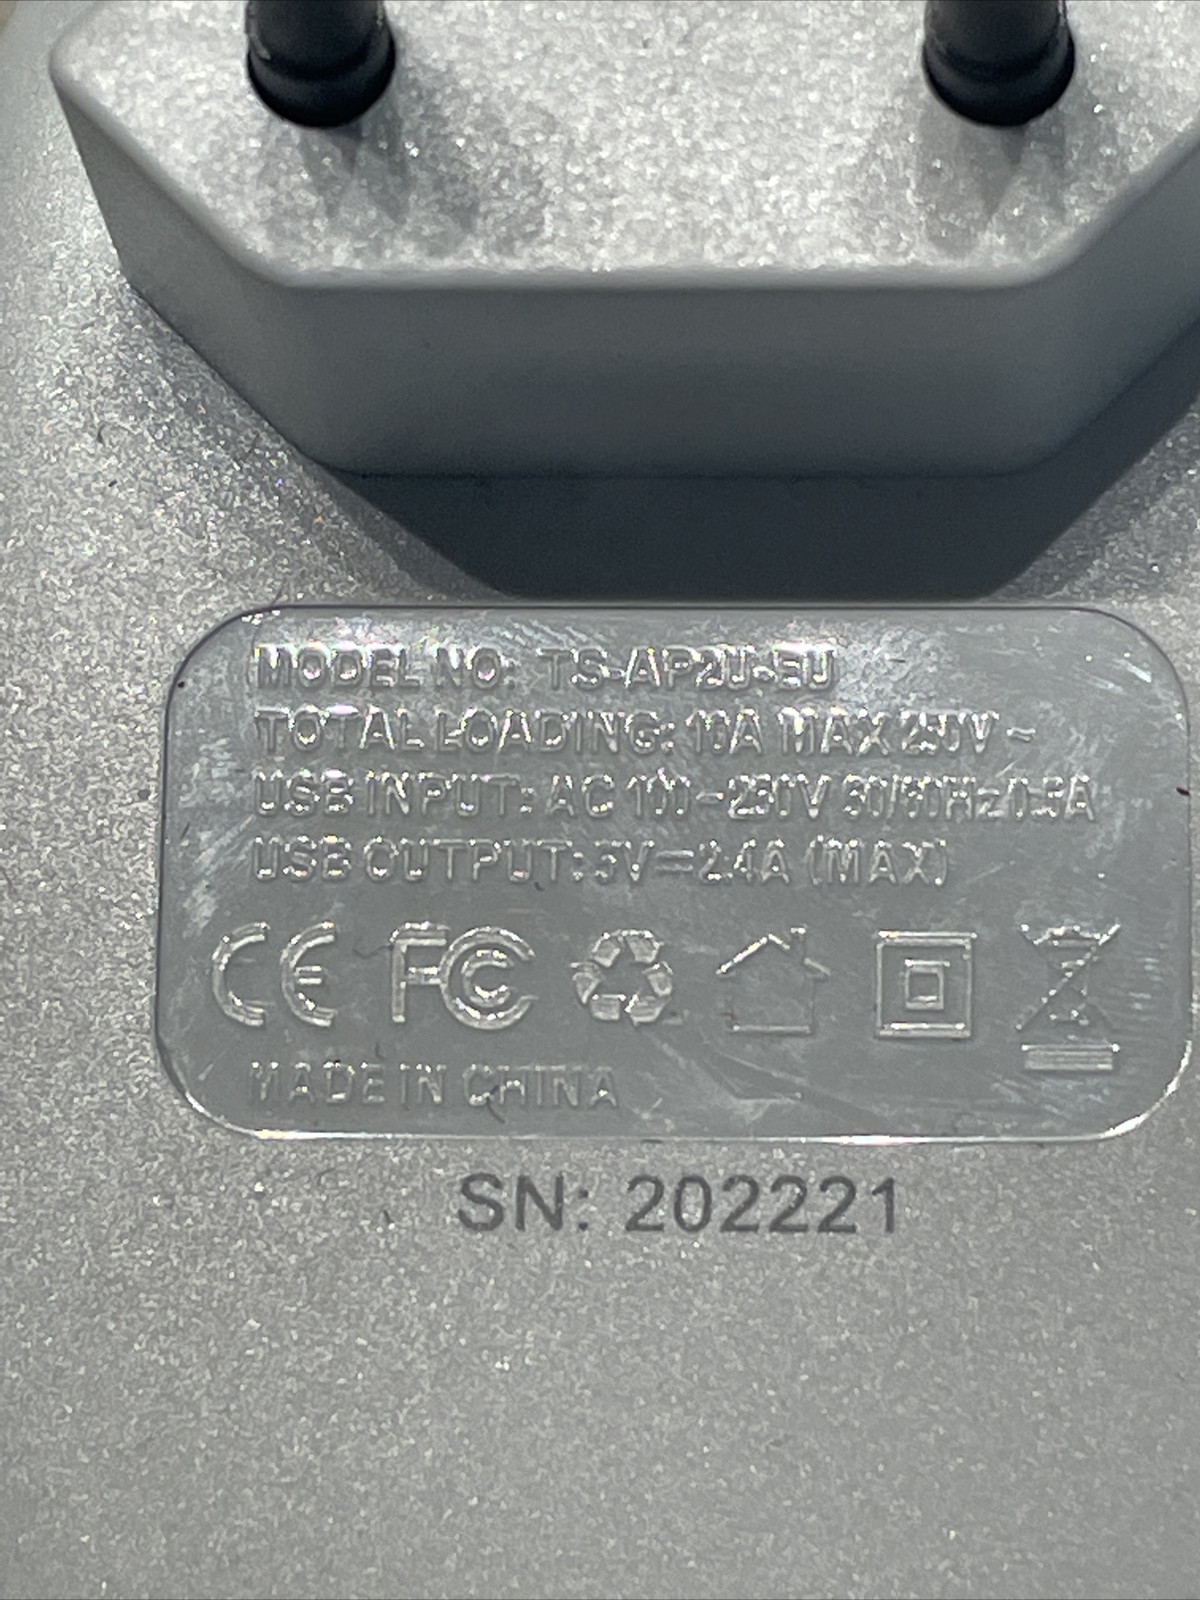 MODEL NO: TS-AP2U-EU
TOTAL LOADING: 10A MAX 250V ~
USB INPUT: AC 100-250V 50/60Hz 0.5A
USB OUTPUT: 5V=2.4A (MAX)
CE FC
MADE IN CHINA
SN: 202221